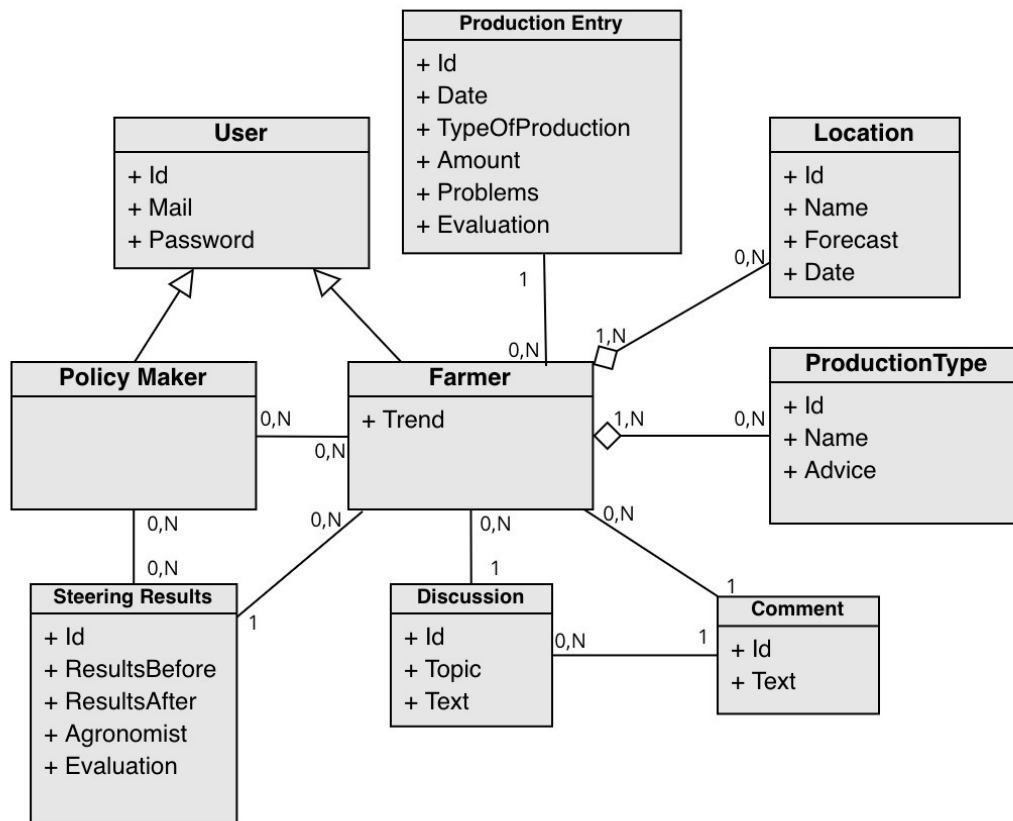 Production Entry
+ Id
+ Date
+ TypeOfProduction
+ Amount
+ Problems
+ Evaluation
User
+ Id
+ Mail
+ Password
Location
+ Id
+ Name
+ Forecast
+ Date
1
0,N
0,N
1,N
Policy Maker
Farmer
+ Trend
ProductionType
+ Id
+ Name
+ Advice
0,N
0,N
1,N
0,N
0,N
0,N
0,N
0,N
0,N
1
1
1
Steering Results
+ Id
+ ResultsBefore
+ ResultsAfter
+ Agronomist
+ Evaluation
Discussion
+ Id
+ Topic
+ Text
0,N
1
Comment
+ Id
+ Text